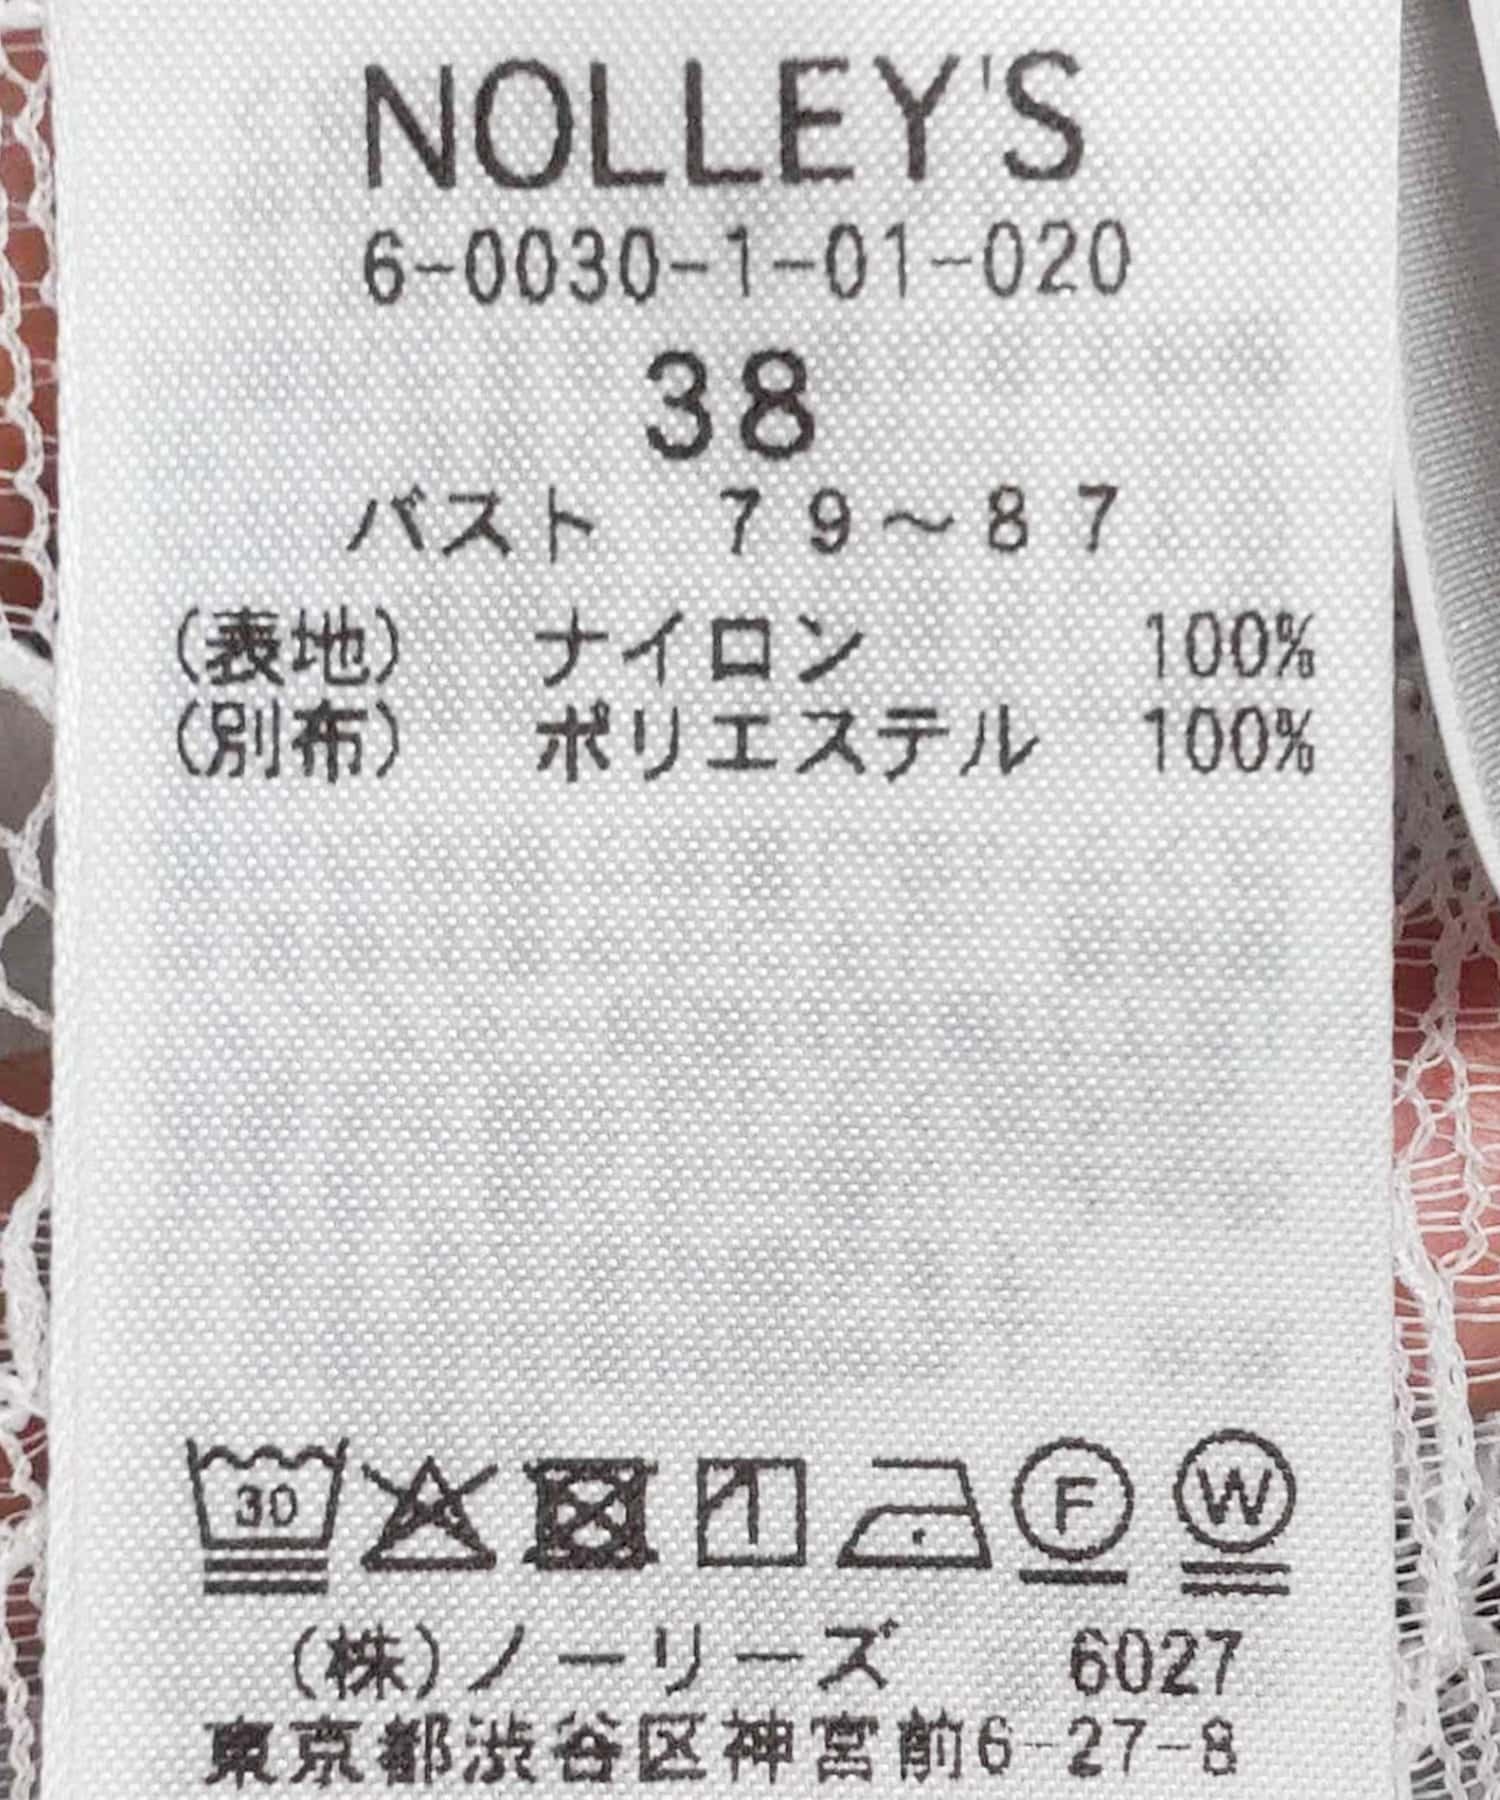 NOLLEY'S
6-0030-1-01-020
38
バスト 79〜87
(表地) ナイロン 100%
(別布) ポリエステル 100%
30 F W
(株)ノーリーズ 6027
東京都渋谷区神宮前6-27-8